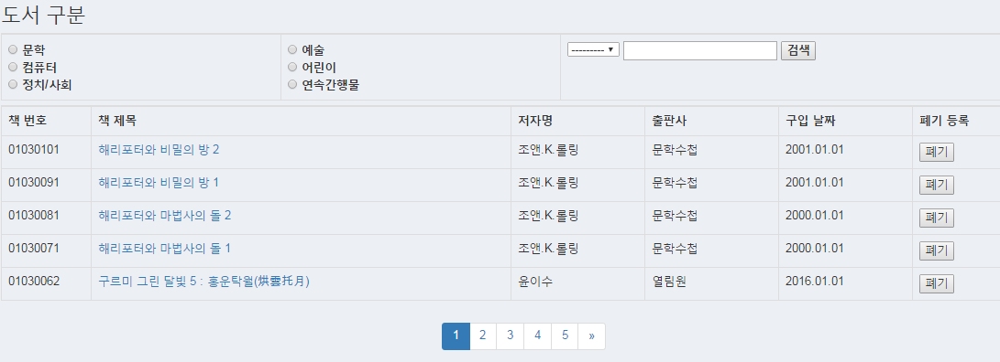 도서 구분
문학 예술 --------- 검색
컴퓨터 어린이
정치/사회 연속간행물
책 번호 책 제목 저자명 출판사 구입 날짜 폐기 등록
01030101 해리포터와 비밀의 방 2 조앤.K.롤링 문학수첩 2001.01.01 폐기
01030091 해리포터와 비밀의 방 1 조앤.K.롤링 문학수첩 2001.01.01 폐기
01030081 해리포터와 마법사의 돌 2 조앤.K.롤링 문학수첩 2000.01.01 폐기
01030071 해리포터와 마법사의 돌 1 조앤.K.롤링 문학수첩 2000.01.01 폐기
01030062 구르미 그린 달빛 5 : 홍운탁월(烘雲托月) 윤이수 열림원 2016.01.01 폐기
1 2 3 4 5 »